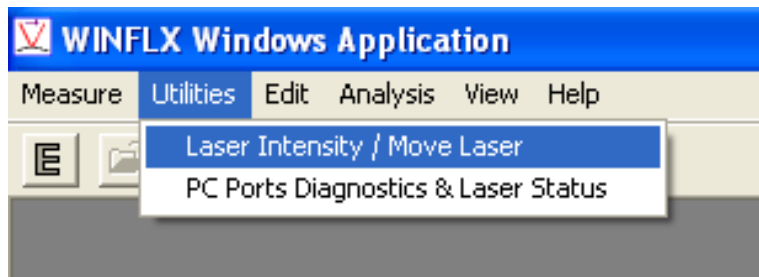 WINFLX Windows Application
Measure Utilities Edit Analysis View Help
E
Laser Intensity / Move Laser
PC Ports Diagnostics & Laser Status